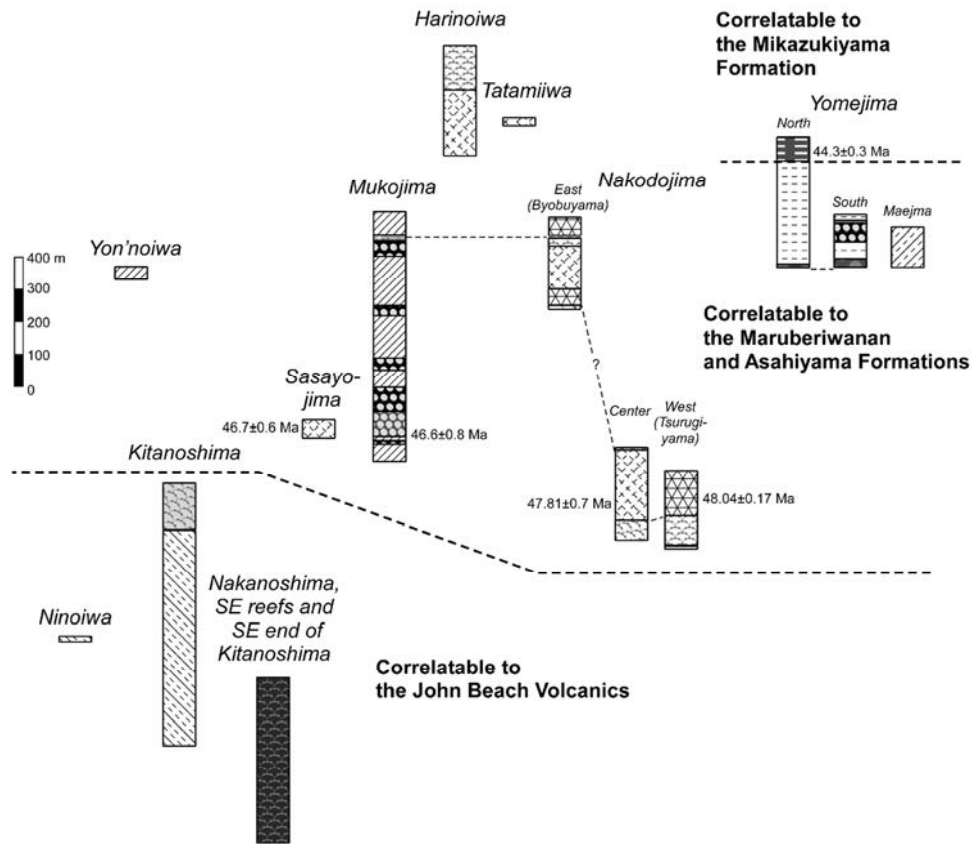 Harinoiwa
Tatamiiwa
Correlatable to
the Mikazukiyama
Formation
Yomejima
North
44.3±0.3 Ma
South
Maejma
Mukojima
East
(Byobuyama)
Nakodojima
Yon'noiwa
400 m
300
200
100
0
Correlatable to
the Maruberiwanan
and Asahiyama Formations
?
Sasayo-
jima
46.7±0.6 Ma
46.6±0.8 Ma
Center
West
(Tsurugi-
yama)
47.81±0.7 Ma
48.04±0.17 Ma
Kitanoshima
Ninoiwa
Nakanoshima,
SE reefs and
SE end of
Kitanoshima
Correlatable to
the John Beach Volcanics